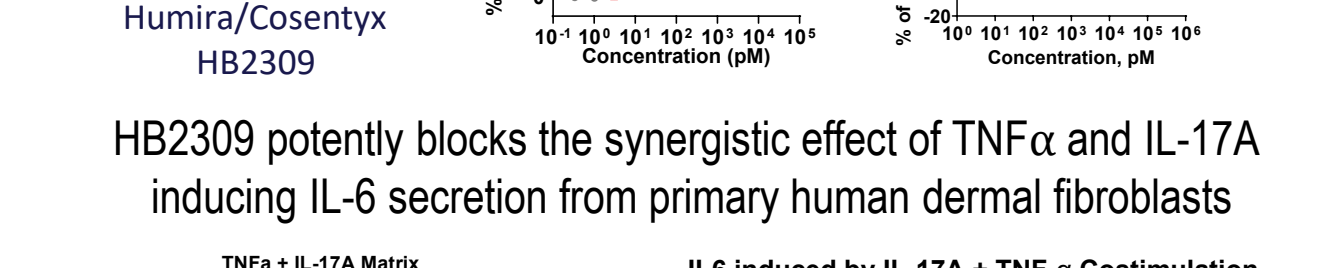 Humira/Cosentyx
HB2309
%
10-1 100 101 102 103 104 105
Concentration (pM)
% of
-20
100 101 102 103 104 105 106
Concentration, pM
HB2309 potently blocks the synergistic effect of TNFα and IL-17A
inducing IL-6 secretion from primary human dermal fibroblasts
TNFa + IL-17A Matrix
IL6 induced by IL-17A + TNF-α Costimulation